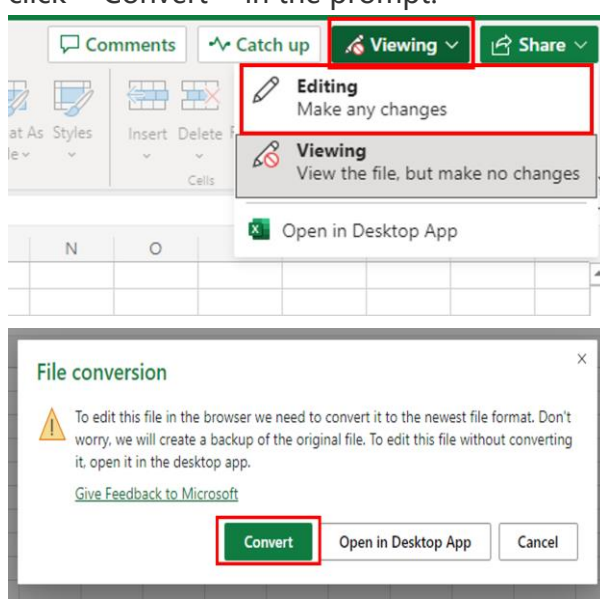 click "Convert" in the prompt.
Comments Catch up Viewing Share
Editing
Make any changes
at As Styles Insert Delete
Viewing
View the file, but make no changes
Cells
Open in Desktop App
N O
File conversion
To edit this file in the browser we need to convert it to the newest file format. Don't
worry, we will create a backup of the original file. To edit this file without converting
it, open it in the desktop app.
Give Feedback to Microsoft
Convert Open in Desktop App Cancel